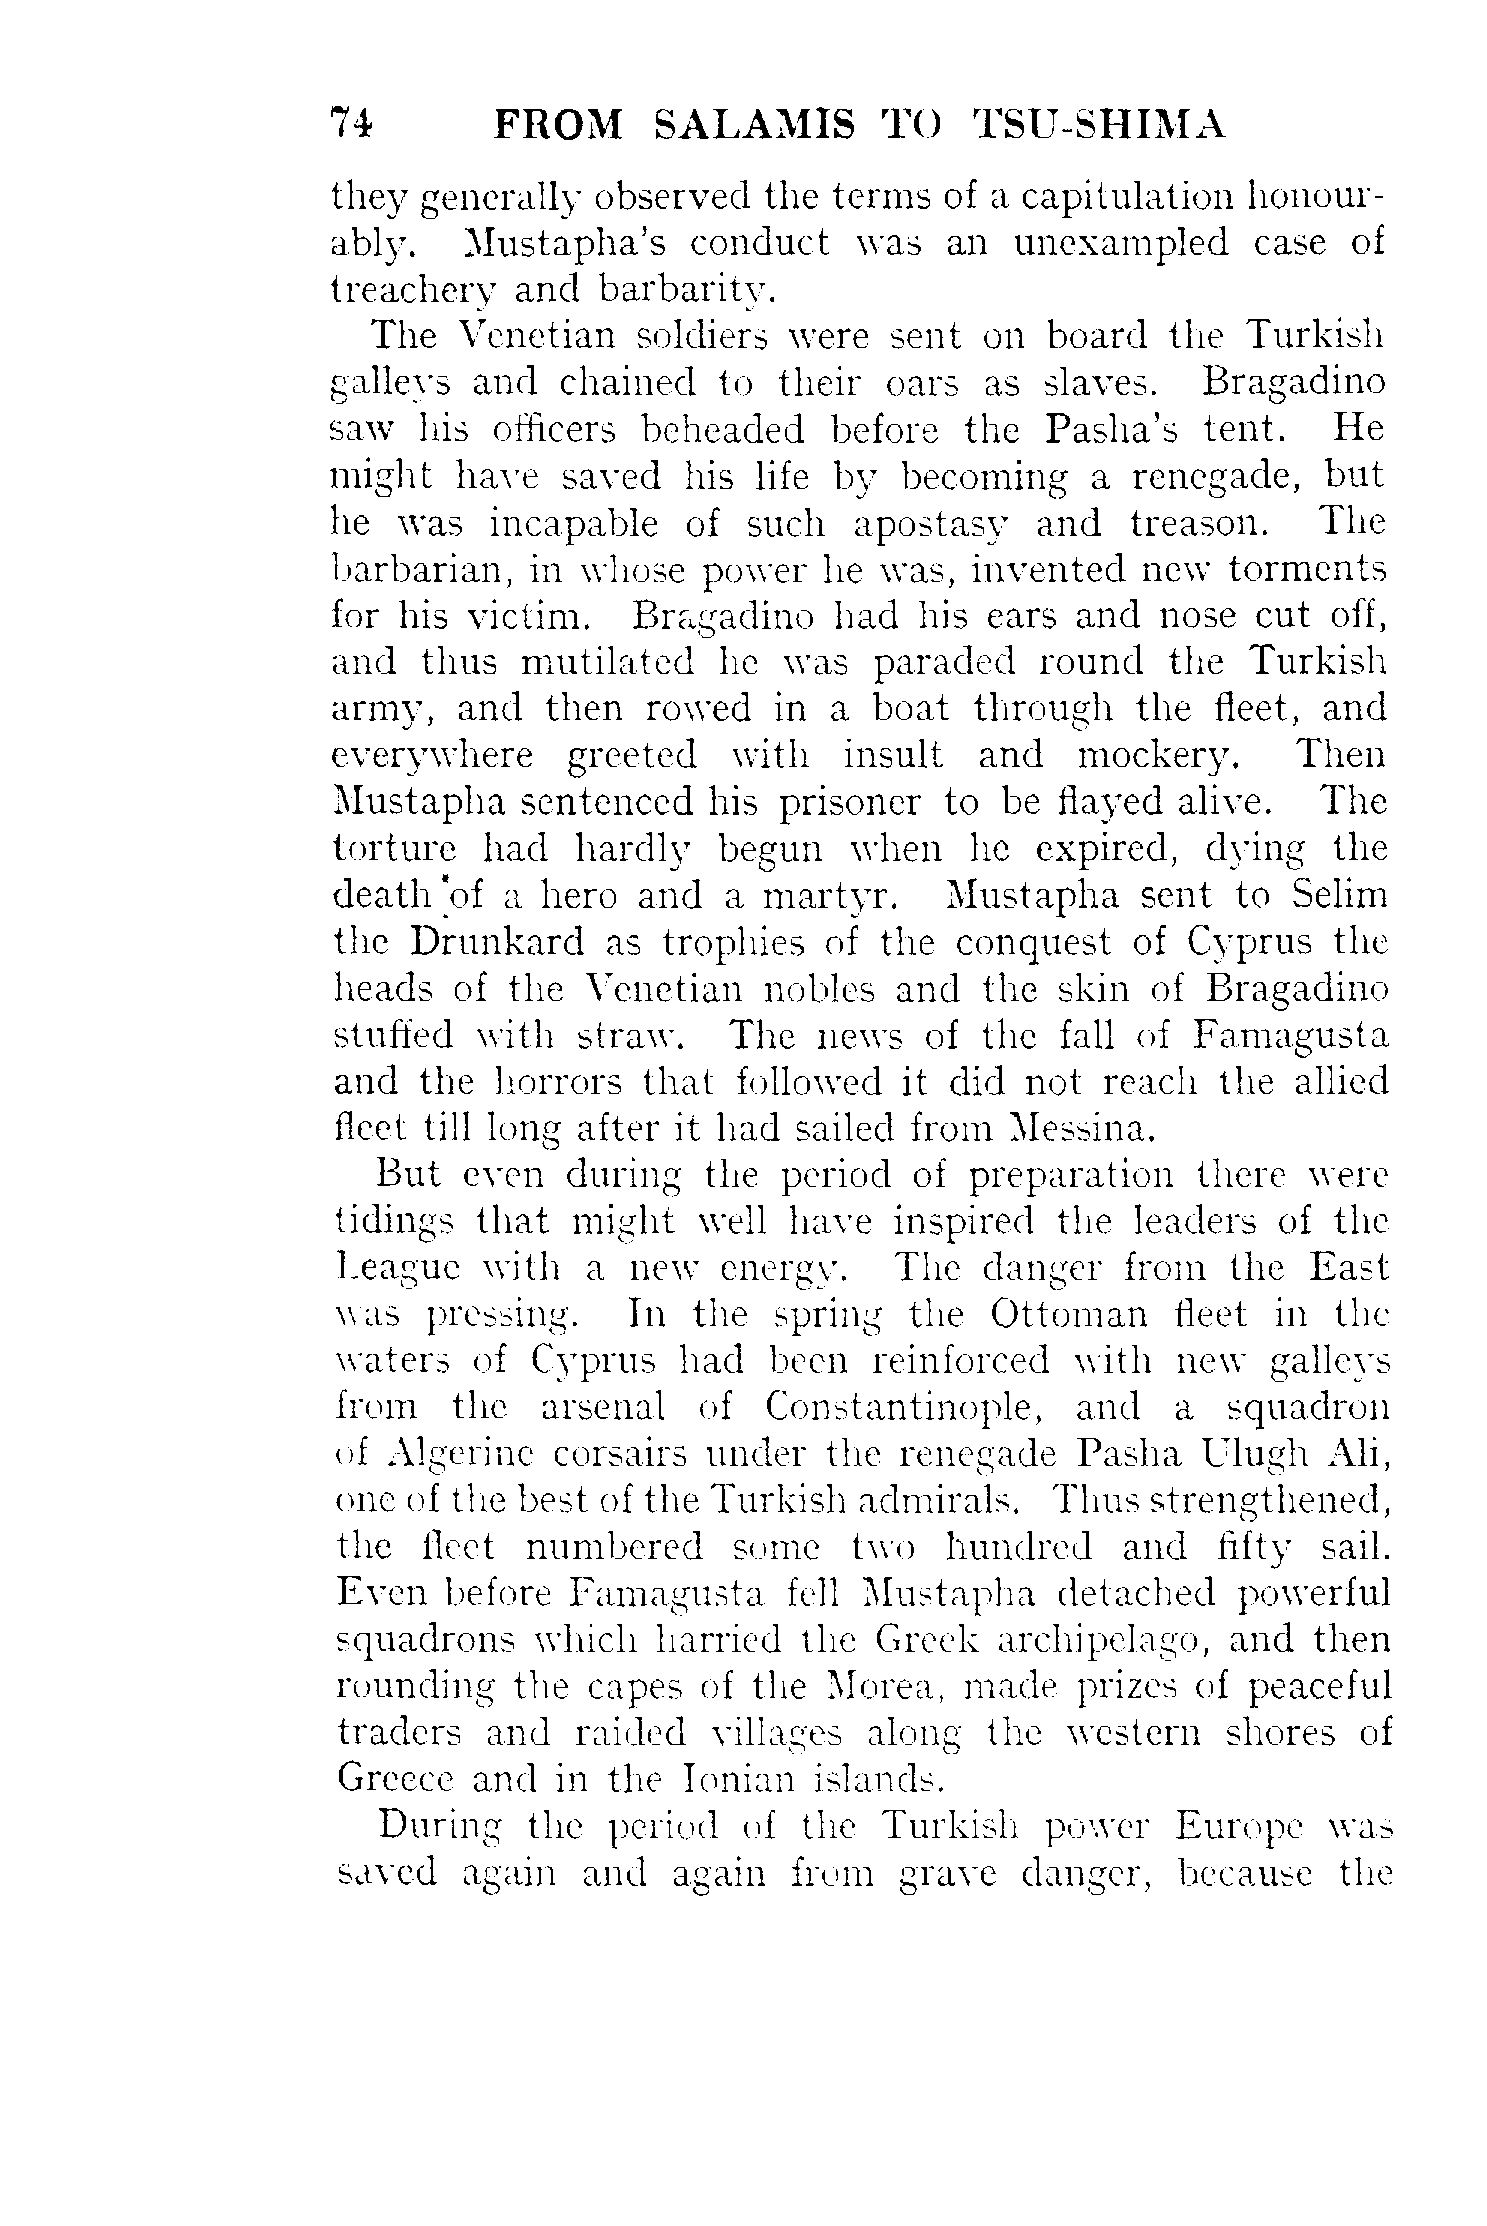 74 FROM SALAMIS TO TSU-SHIMA
they generally observed the terms of a capitulation honour-
ably. Mustapha's conduct was an unexampled case of
treachery and barbarity.
The Venetian soldiers were sent on board the Turkish
galleys and chained to their oars as slaves. Bragadino
saw his officers beheaded before the Pasha's tent. He
might have saved his life by becoming a renegade, but
he was incapable of such apostasy and treason. The
barbarian, in whose power he was, invented new torments
for his victim. Bragadino had his ears and nose cut off,
and thus mutilated he was paraded round the Turkish
army, and then rowed in a boat through the fleet, and
everywhere greeted with insult and mockery. Then
Mustapha sentenced his prisoner to be flayed alive. The
torture had hardly begun when he expired, dying the
death of a hero and a martyr. Mustapha sent to Selim
the Drunkard as trophies of the conquest of Cyprus the
heads of the Venetian nobles and the skin of Bragadino
stuffed with straw. The news of the fall of Famagusta
and the horrors that followed it did not reach the allied
fleet till long after it had sailed from Messina.
But even during the period of preparation there were
tidings that might well have inspired the leaders of the
League with a new energy. The danger from the East
was pressing. In the spring the Ottoman fleet in the
waters of Cyprus had been reinforced with new galleys
from the arsenal of Constantinople, and a squadron
of Algerine corsairs under the renegade Pasha Ulugh Ali,
one of the best of the Turkish admirals. Thus strengthened,
the fleet numbered some two hundred and fifty sail.
Even before Famagusta fell Mustapha detached powerful
squadrons which harried the Greek archipelago, and then
rounding the capes of the Morea, made prizes of peaceful
traders and raided villages along the western shores of
Greece and in the Ionian islands.
During the period of the Turkish power Europe was
saved again and again from grave danger, because the